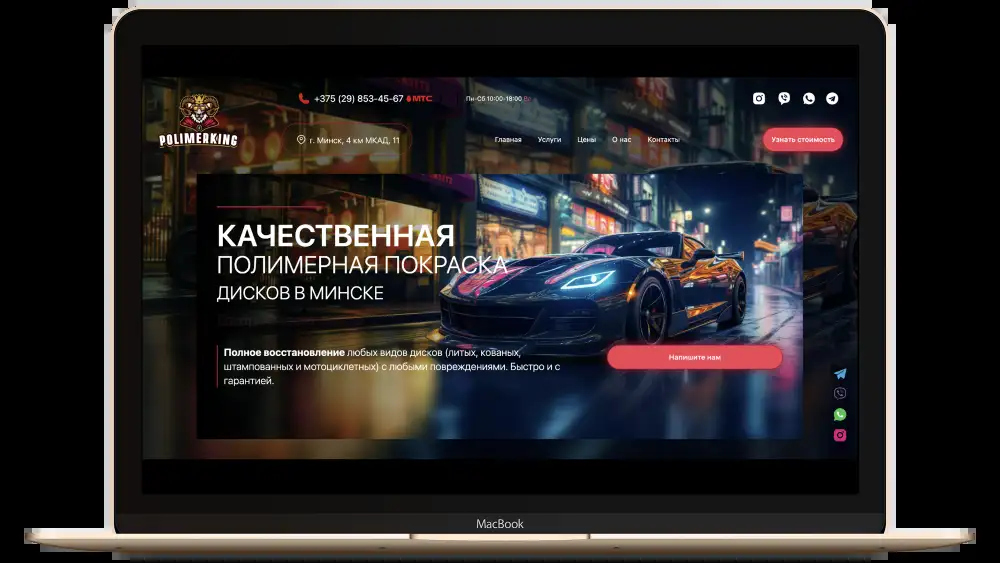 +375 (29) 853-45-67 МТС
Пн-Сб 10:00-18:00
POLIMERKING
г. Минск, 4 км МКАД, 11
Главная Услуги Цены О нас Контакты
Узнать стоимость
КАЧЕСТВЕННАЯ
ПОЛИМЕРНАЯ ПОКРАСКА
ДИСКОВ В МИНСКЕ
Полное восстановление любых видов дисков (литых, кованых,
штампованных и мотоциклетных) с любыми повреждениями. Быстро и с
гарантией.
Напишите нам
MacBook